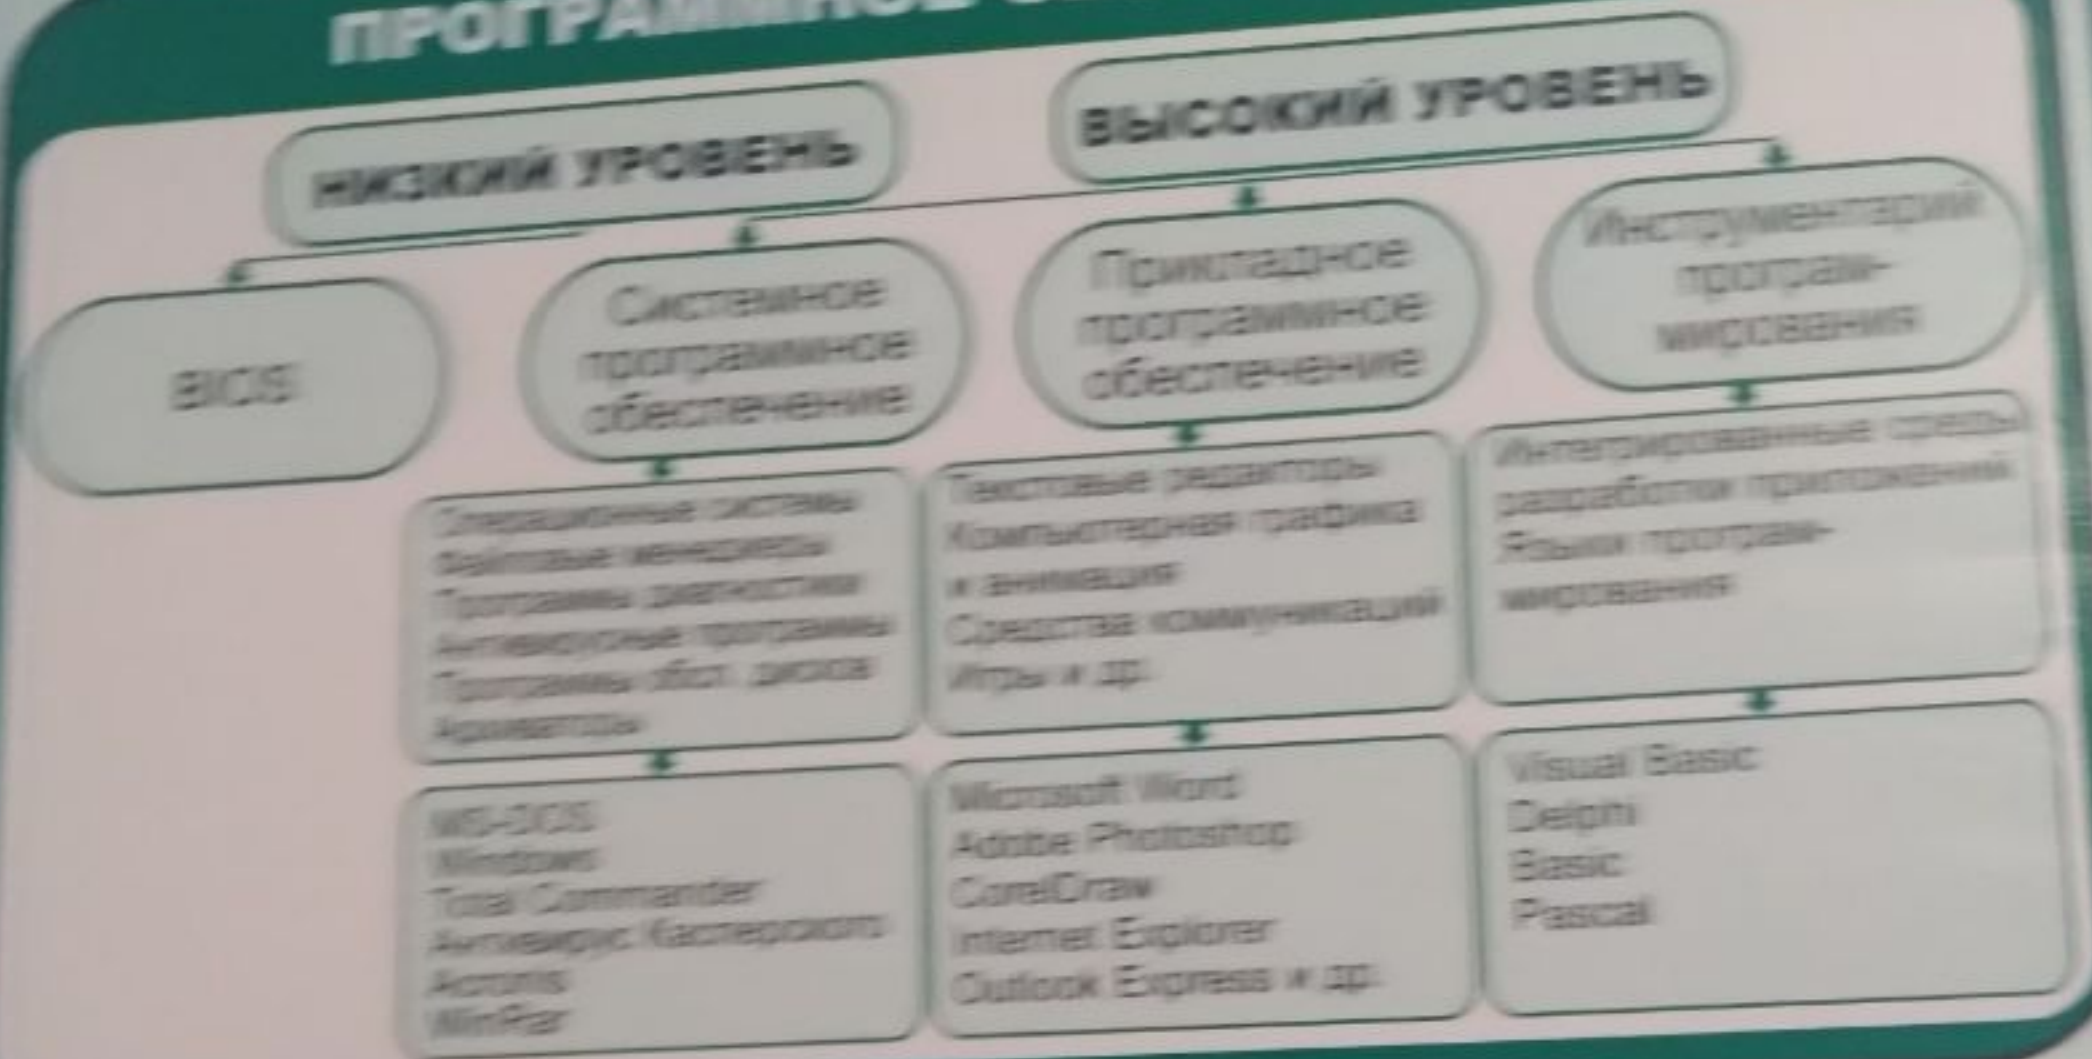 ПРОГРАММНОЕ
НИЗКИЙ УРОВЕНЬ
ВЫСОКИЙ УРОВЕНЬ
BIOS
Системное
программное
обеспечение
Прикладное
программное
обеспечение
Инструментарий
програм-
мирования
Операционные системы
Файловые менеджеры
Программы диагностики
Антивирусные программы
Программы обсл. дисков
Архиваторы
Текстовые редакторы
Компьютерная графика
и анимация
Средства коммуникаций
Игры и др.
Интегрированные среды
разработки приложений
Языки програм-
мирования
MS-DOS
Windows
Total Commander
Антивирус Касперского
Acronis
WinRar
Microsoft Word
Adobe Photoshop
CorelDraw
Internet Explorer
Outlook Express и др.
Visual Basic
Delphi
Basic
Pascal